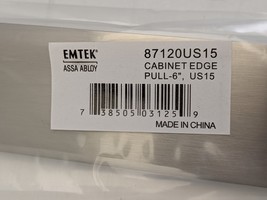 EMTEK
ASSA ABLOY
87120US15
CABINET EDGE
PULL-6", US15
7 38505 03125 9
MADE IN CHINA